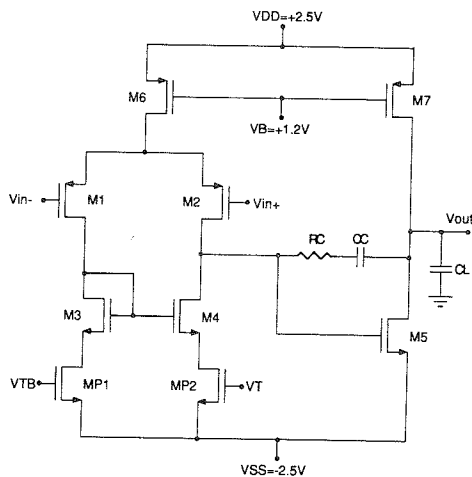 VDD=+2.5V
M6
M7
VB=+1.2V
Vin-
M1
M2
Vin+
Vout
RC
CC
CL
M3
M4
M5
VTB
MP1
MP2
VT
VSS=-2.5V